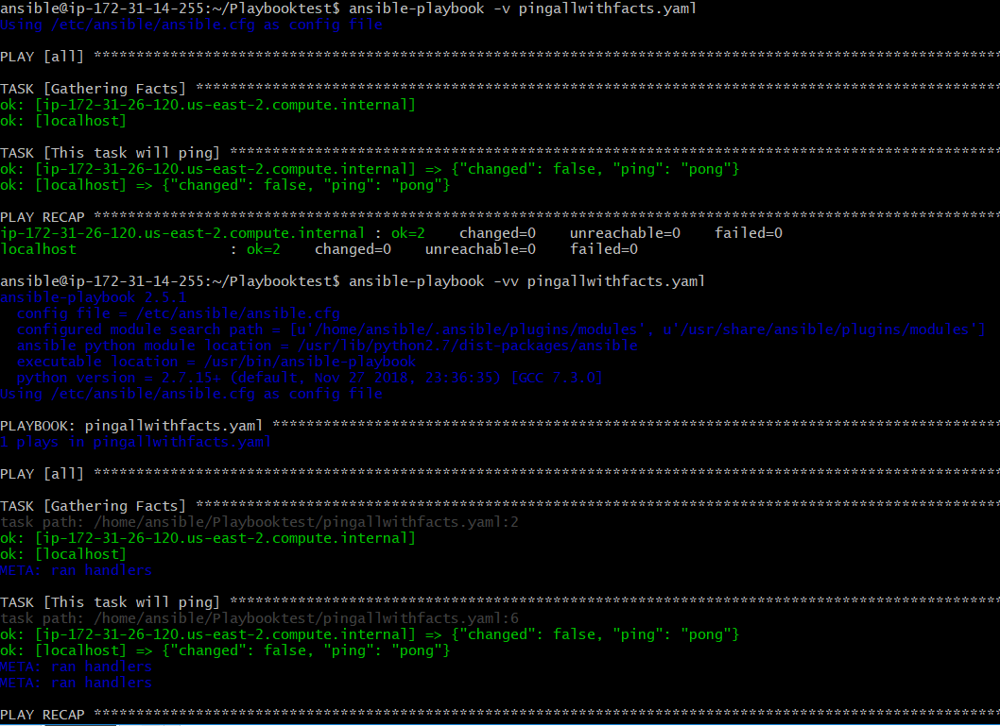 ansible@ip-172-31-14-255:~/Playbooktest$ ansible-playbook -v pingallwithfacts.yaml
Using /etc/ansible/ansible.cfg as config file
PLAY [all] ***********************************************************************************************************
TASK [Gathering Facts] ***********************************************************************************************
ok: [ip-172-31-26-120.us-east-2.compute.internal]
ok: [localhost]
TASK [This task will ping] *******************************************************************************************
ok: [ip-172-31-26-120.us-east-2.compute.internal] => {"changed": false, "ping": "pong"}
ok: [localhost] => {"changed": false, "ping": "pong"}
PLAY RECAP ***********************************************************************************************************
ip-172-31-26-120.us-east-2.compute.internal : ok=2    changed=0    unreachable=0    failed=0
localhost                  : ok=2    changed=0    unreachable=0    failed=0
ansible@ip-172-31-14-255:~/Playbooktest$ ansible-playbook -vv pingallwithfacts.yaml
ansible-playbook 2.5.1
  config file = /etc/ansible/ansible.cfg
  configured module search path = [u'/home/ansible/.ansible/plugins/modules', u'/usr/share/ansible/plugins/modules']
  ansible python module location = /usr/lib/python2.7/dist-packages/ansible
  executable location = /usr/bin/ansible-playbook
  python version = 2.7.15+ (default, Nov 27 2018, 23:36:35) [GCC 7.3.0]
Using /etc/ansible/ansible.cfg as config file
PLAYBOOK: pingallwithfacts.yaml **************************************************************************************
1 plays in pingallwithfacts.yaml
PLAY [all] ***********************************************************************************************************
TASK [Gathering Facts] ***********************************************************************************************
task path: /home/ansible/Playbooktest/pingallwithfacts.yaml:2
ok: [ip-172-31-26-120.us-east-2.compute.internal]
ok: [localhost]
META: ran handlers
TASK [This task will ping] *******************************************************************************************
task path: /home/ansible/Playbooktest/pingallwithfacts.yaml:6
ok: [ip-172-31-26-120.us-east-2.compute.internal] => {"changed": false, "ping": "pong"}
ok: [localhost] => {"changed": false, "ping": "pong"}
META: ran handlers
META: ran handlers
PLAY RECAP ***********************************************************************************************************